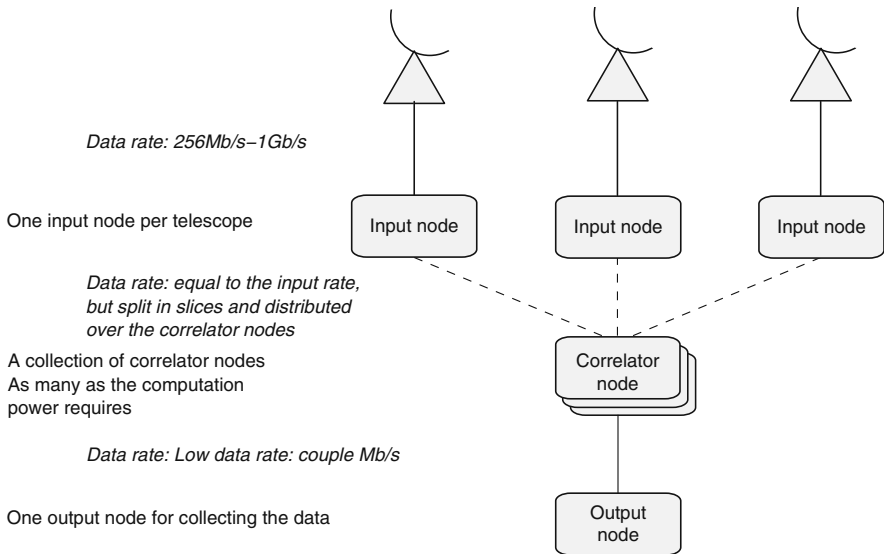 Data rate: 256Mb/s–1Gb/s
One input node per telescope
Input node
Input node
Input node
Data rate: equal to the input rate,
but split in slices and distributed
over the correlator nodes
A collection of correlator nodes
As many as the computation
power requires
Correlator
node
Data rate: Low data rate: couple Mb/s
One output node for collecting the data
Output
node